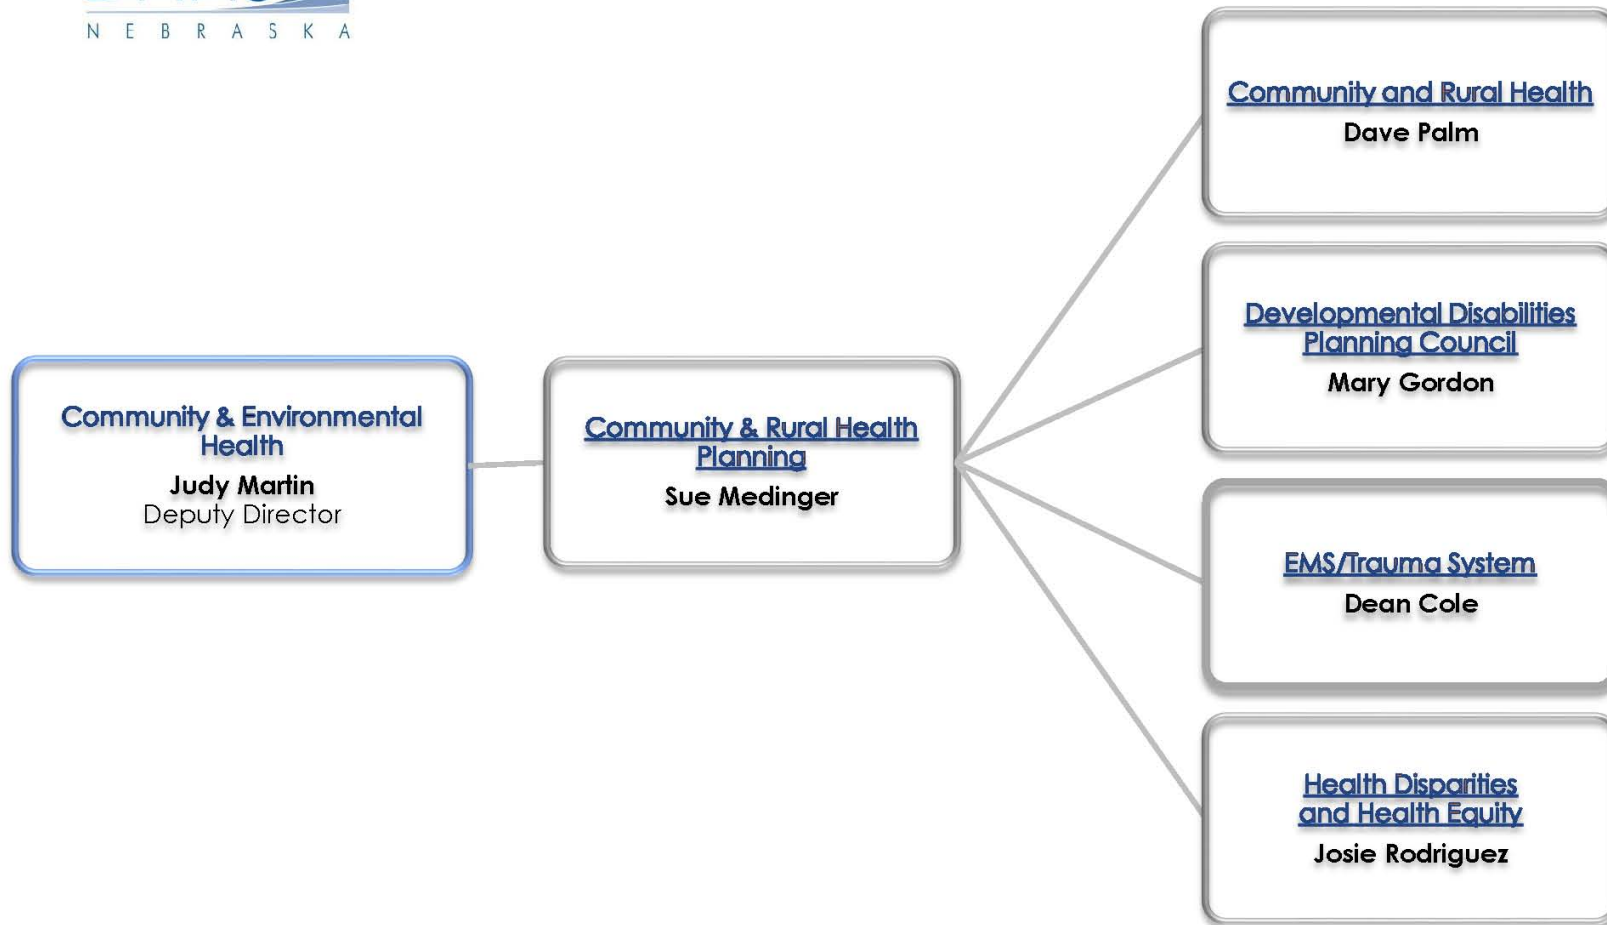 N E B R A S K A
Community & Environmental
Health
Judy Martin
Deputy Director
Community & Rural Health
Planning
Sue Medinger
Community and Rural Health
Dave Palm
Developmental Disabilities
Planning Council
Mary Gordon
EMS/Trauma System
Dean Cole
Health Disparities
and Health Equity
Josie Rodriguez